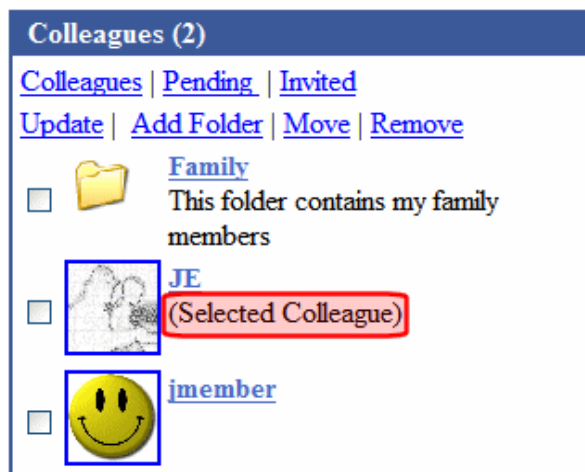 Colleagues (2)
Colleagues | Pending | Invited
Update | Add Folder | Move | Remove
Family
This folder contains my family
members
JE
(Selected Colleague)
jmember